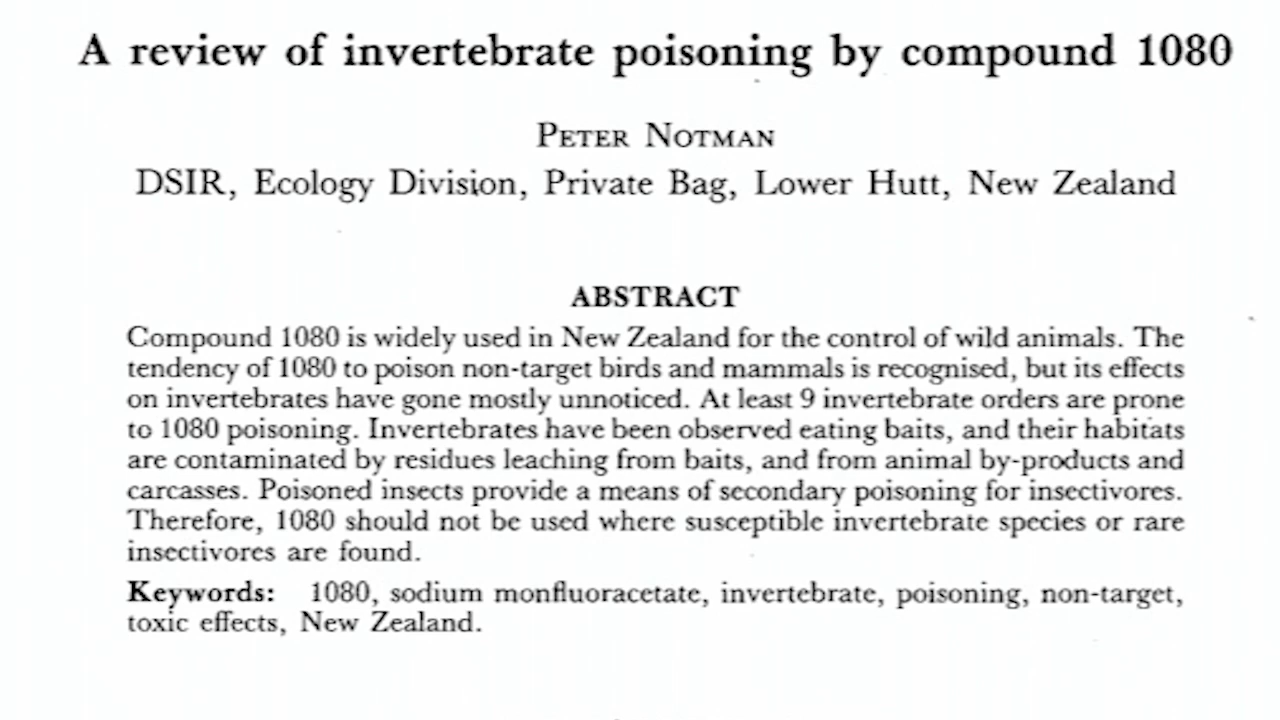 A review of invertebrate poisoning by compound 1080
PETER NOTMAN
DSIR, Ecology Division, Private Bag, Lower Hutt, New Zealand
ABSTRACT
Compound 1080 is widely used in New Zealand for the control of wild animals. The
tendency of 1080 to poison non-target birds and mammals is recognised, but its effects
on invertebrates have gone mostly unnoticed. At least 9 invertebrate orders are prone
to 1080 poisoning. Invertebrates have been observed eating baits, and their habitats
are contaminated by residues leaching from baits, and from animal by-products and
carcasses. Poisoned insects provide a means of secondary poisoning for insectivores.
Therefore, 1080 should not be used where susceptible invertebrate species or rare
insectivores are found.
Keywords: 1080, sodium monfluoracetate, invertebrate, poisoning, non-target,
toxic effects, New Zealand.